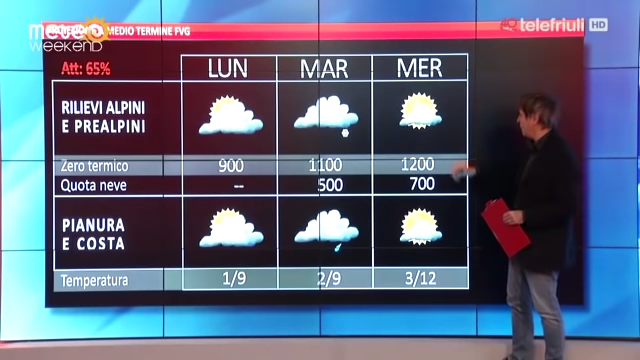 meteo
WEEKEND
A MEDIO TERMINE FVG
telefriuli HD
Att: 65%
LUN MAR MER
RILIEVI ALPINI
E PREALPINI
Zero termico 900 1100 1200
Quota neve -- 500 700
PIANURA
E COSTA
Temperatura 1/9 2/9 3/12